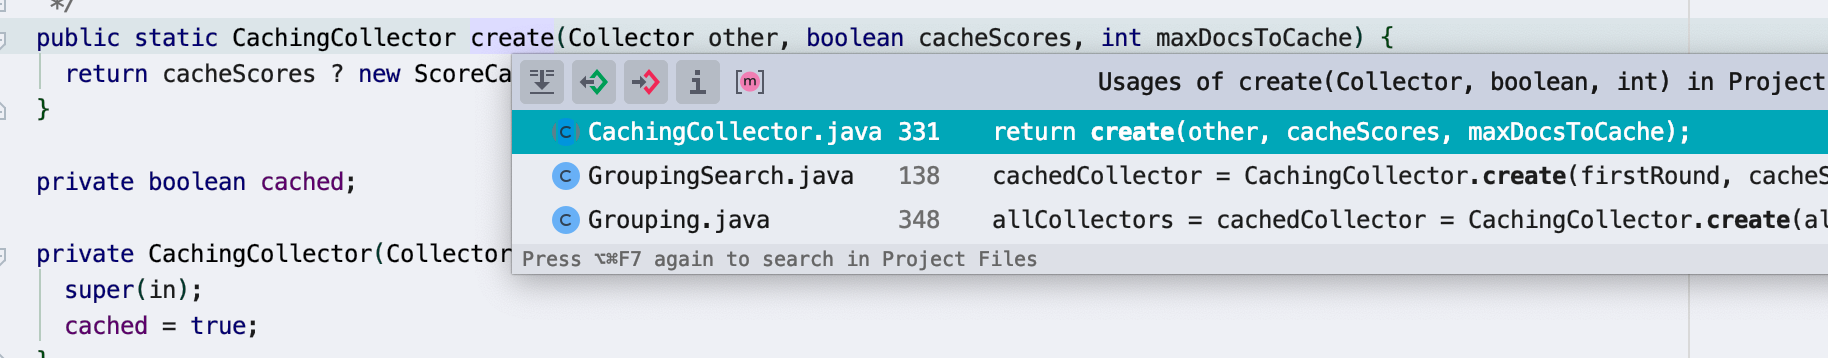 */
public static CachingCollector create(Collector other, boolean cacheScores, int maxDocsToCache) {
return cacheScores ? new ScoreCa
}
private boolean cached;
private CachingCollector(Collector
super(in);
cached = true;
}
Usages of create(Collector, boolean, int) in Project
CachingCollector.java 331 return create(other, cacheScores, maxDocsToCache);
GroupingSearch.java 138 cachedCollector = CachingCollector.create(firstRound, cacheS
Grouping.java 348 allCollectors = cachedCollector = CachingCollector.create(al
Press ⌥⌘F7 again to search in Project Files